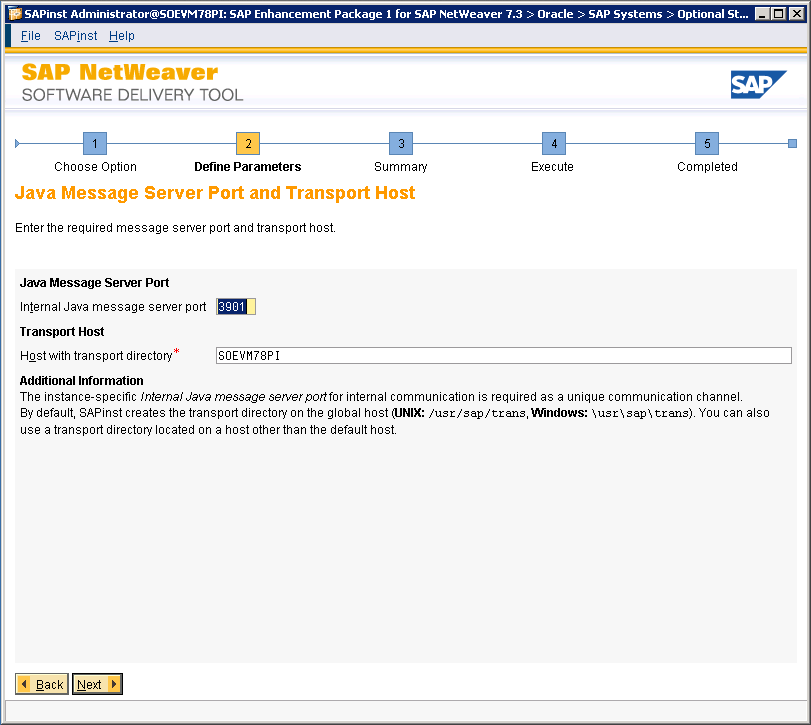 SAPinst Administrator@SOEVM78PI: SAP Enhancement Package 1 for SAP NetWeaver 7.3 > Oracle > SAP Systems > Optional St...
File SAPinst Help
SAP NetWeaver
SOFTWARE DELIVERY TOOL
SAP
1 2 3 4 5
Choose Option Define Parameters Summary Execute Completed
Java Message Server Port and Transport Host
Enter the required message server port and transport host.
Java Message Server Port
Internal Java message server port 3901
Transport Host
Host with transport directory* SOEVM78PI
Additional Information
The instance-specific Internal Java message server port for internal communication is required as a unique communication channel.
By default, SAPinst creates the transport directory on the global host (UNIX: /usr/sap/trans, Windows: \usr\sap\trans). You can also
use a transport directory located on a host other than the default host.
Back Next